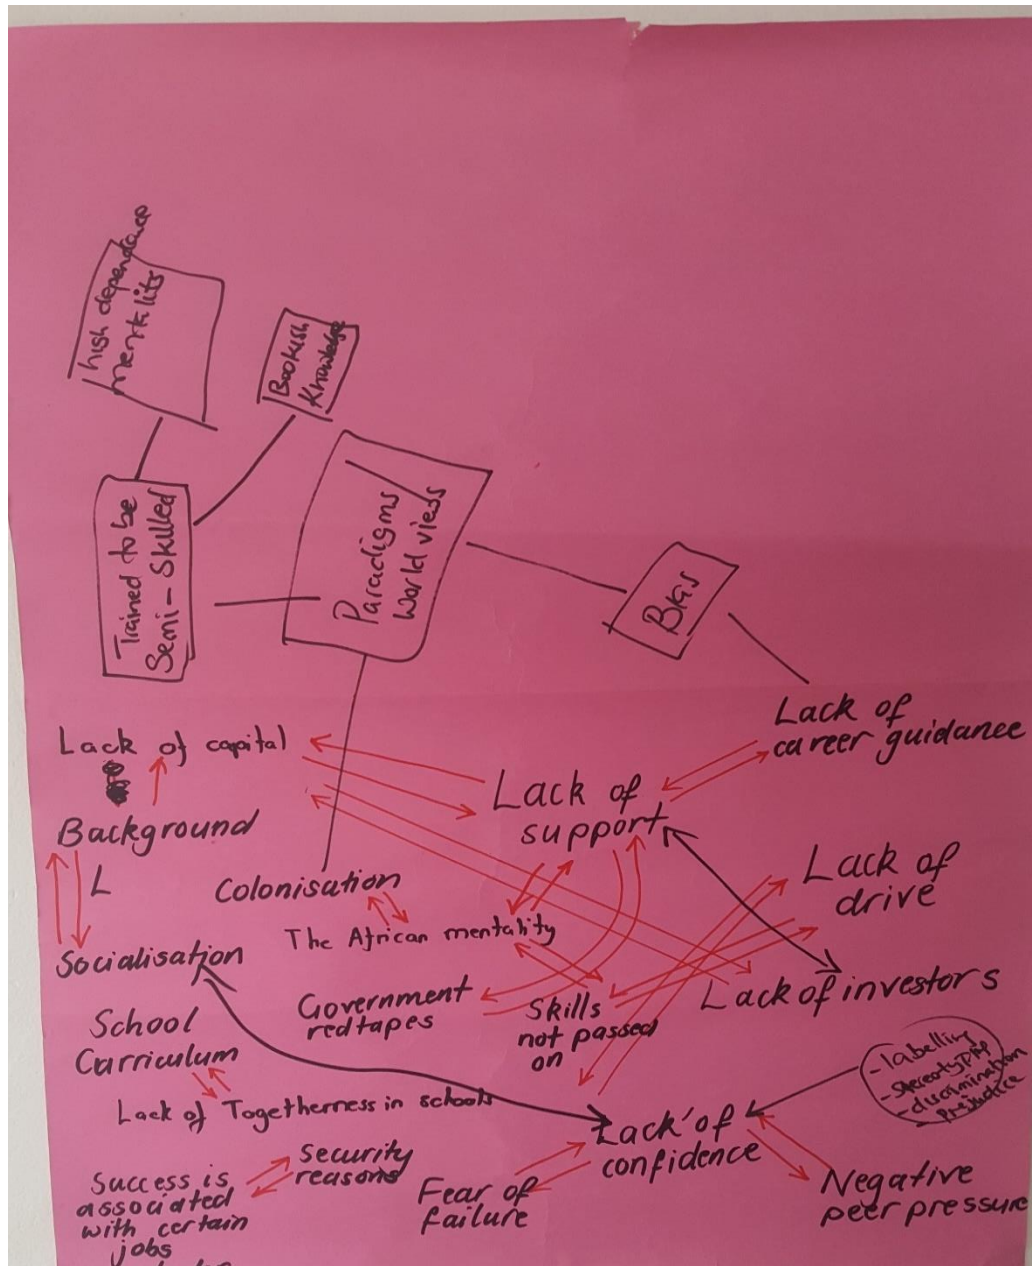 high dependence
mentality
Bookish
Knowledge
Trained to be
Semi-Skilled
Paradigms
World views
BKGs
Lack of
career guidance
Lack of capital
Lack of
support
Background
L
Colonisation
Lack of
drive
The African mentality
Socialisation
Government
redtapes
Skills
not passed
on
Lack of investors
School
Curriculum
- labelling
- discrimination
prejudice
Lack of Togetherness in schools
Lack of
confidence
security
reasons
Success is
associated
with certain
jobs
Fear of
failure
Negative
peer pressure